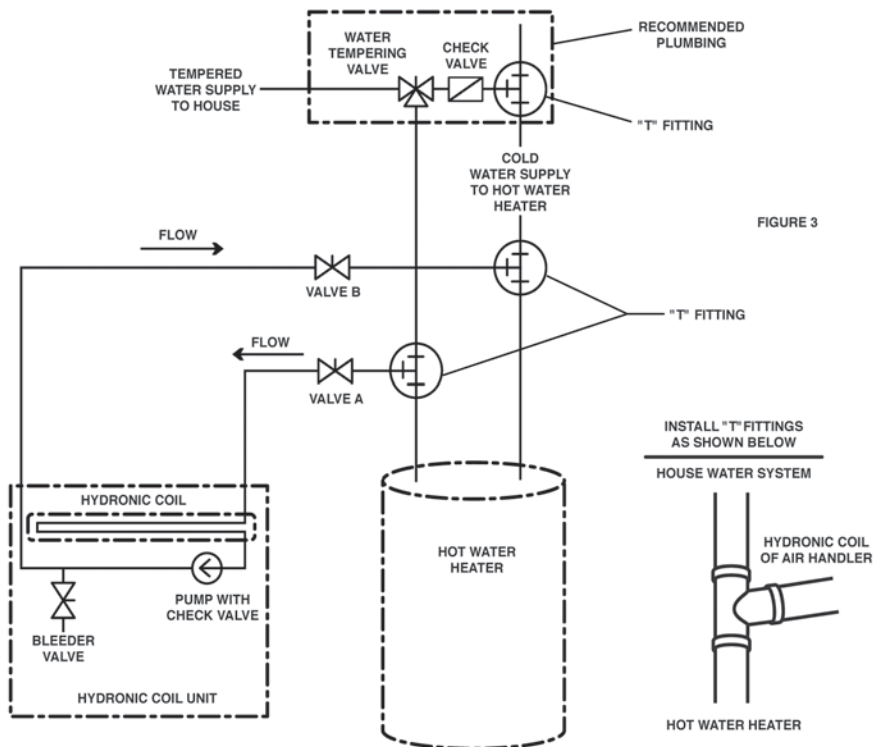 WATER
TEMPERING
VALVE
CHECK
VALVE
RECOMMENDED
PLUMBING
TEMPERED
WATER SUPPLY
TO HOUSE
"T" FITTING
COLD
WATER SUPPLY
TO HOT WATER
HEATER
FIGURE 3
FLOW
VALVE B
"T" FITTING
FLOW
VALVE A
INSTALL "T" FITTINGS
AS SHOWN BELOW
HOUSE WATER SYSTEM
HYDRONIC COIL
HOT WATER
HEATER
HYDRONIC COIL
OF AIR HANDLER
PUMP WITH
CHECK VALVE
BLEEDER
VALVE
HYDRONIC COIL UNIT
HOT WATER HEATER